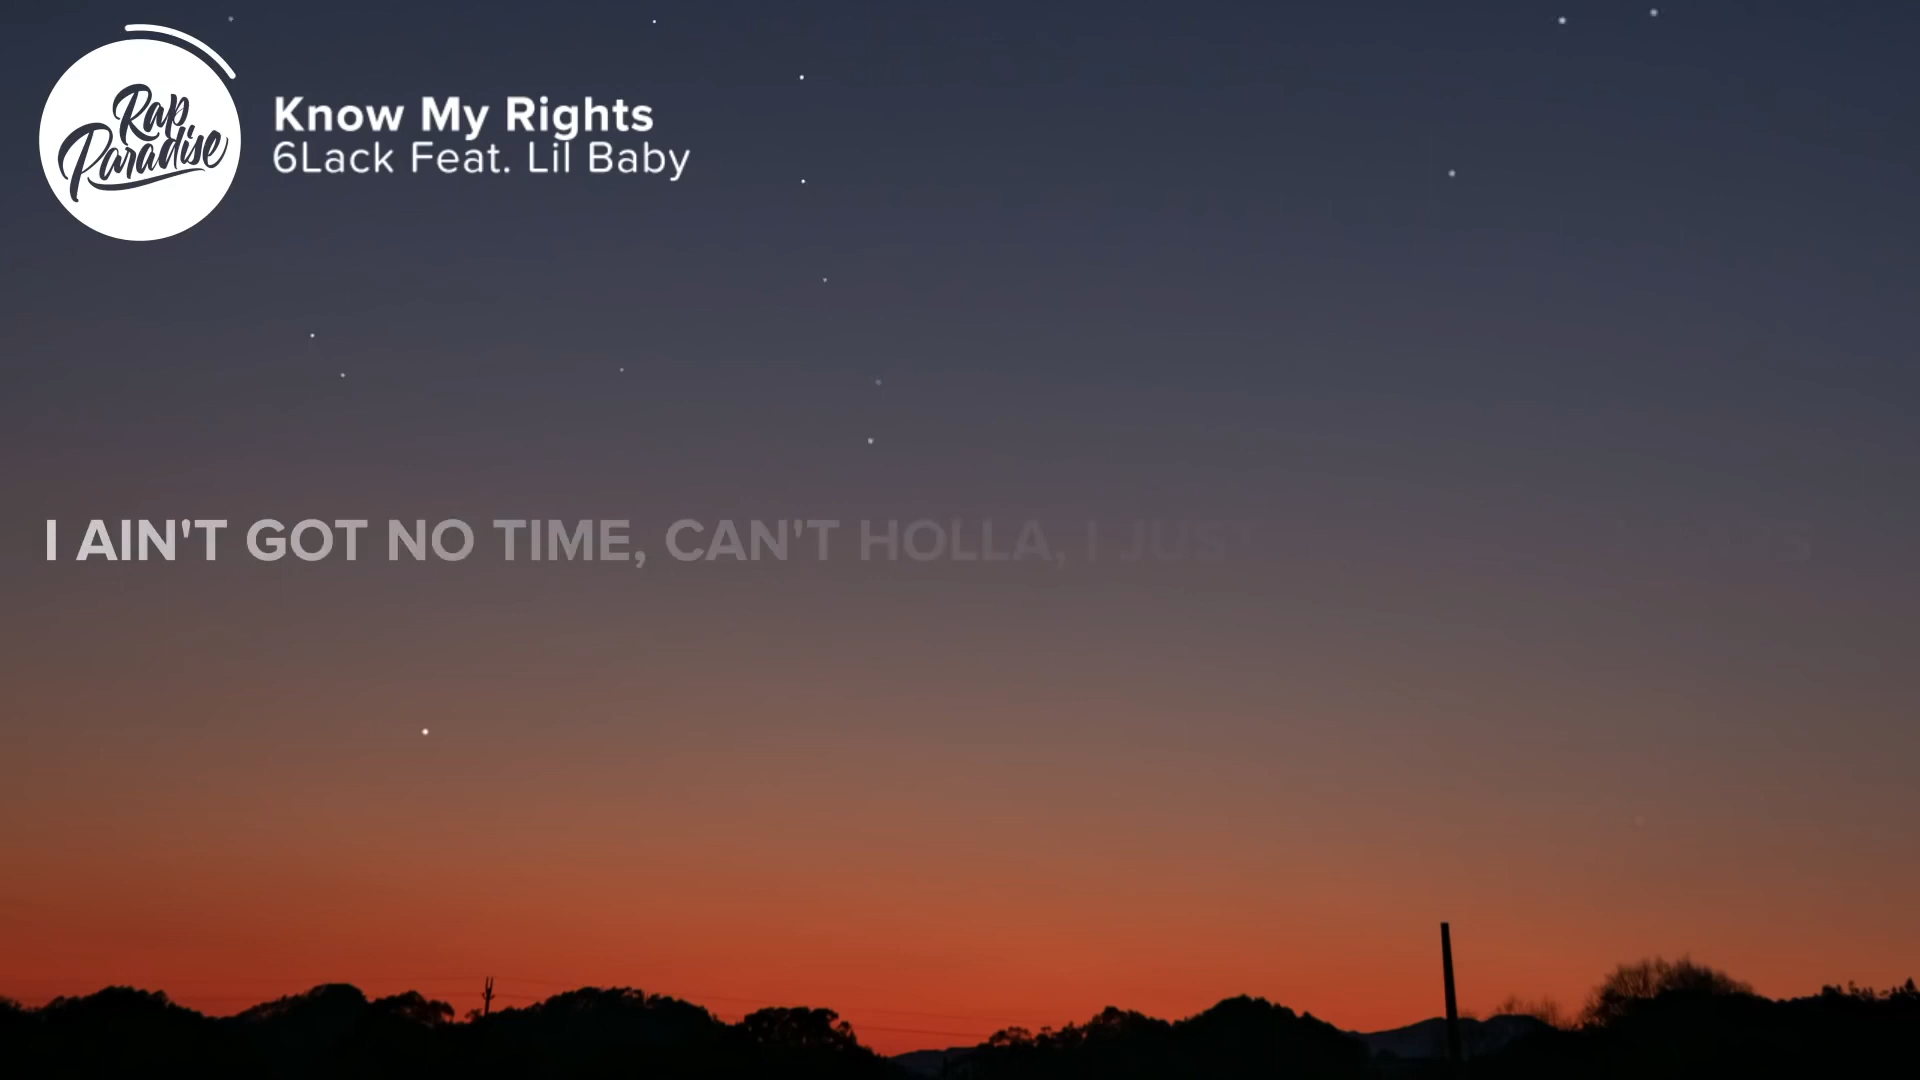 Rap
Paradise
Know My Rights
6Lack Feat. Lil Baby
I AIN'T GOT NO TIME, CAN'T HOLLA, I JUST